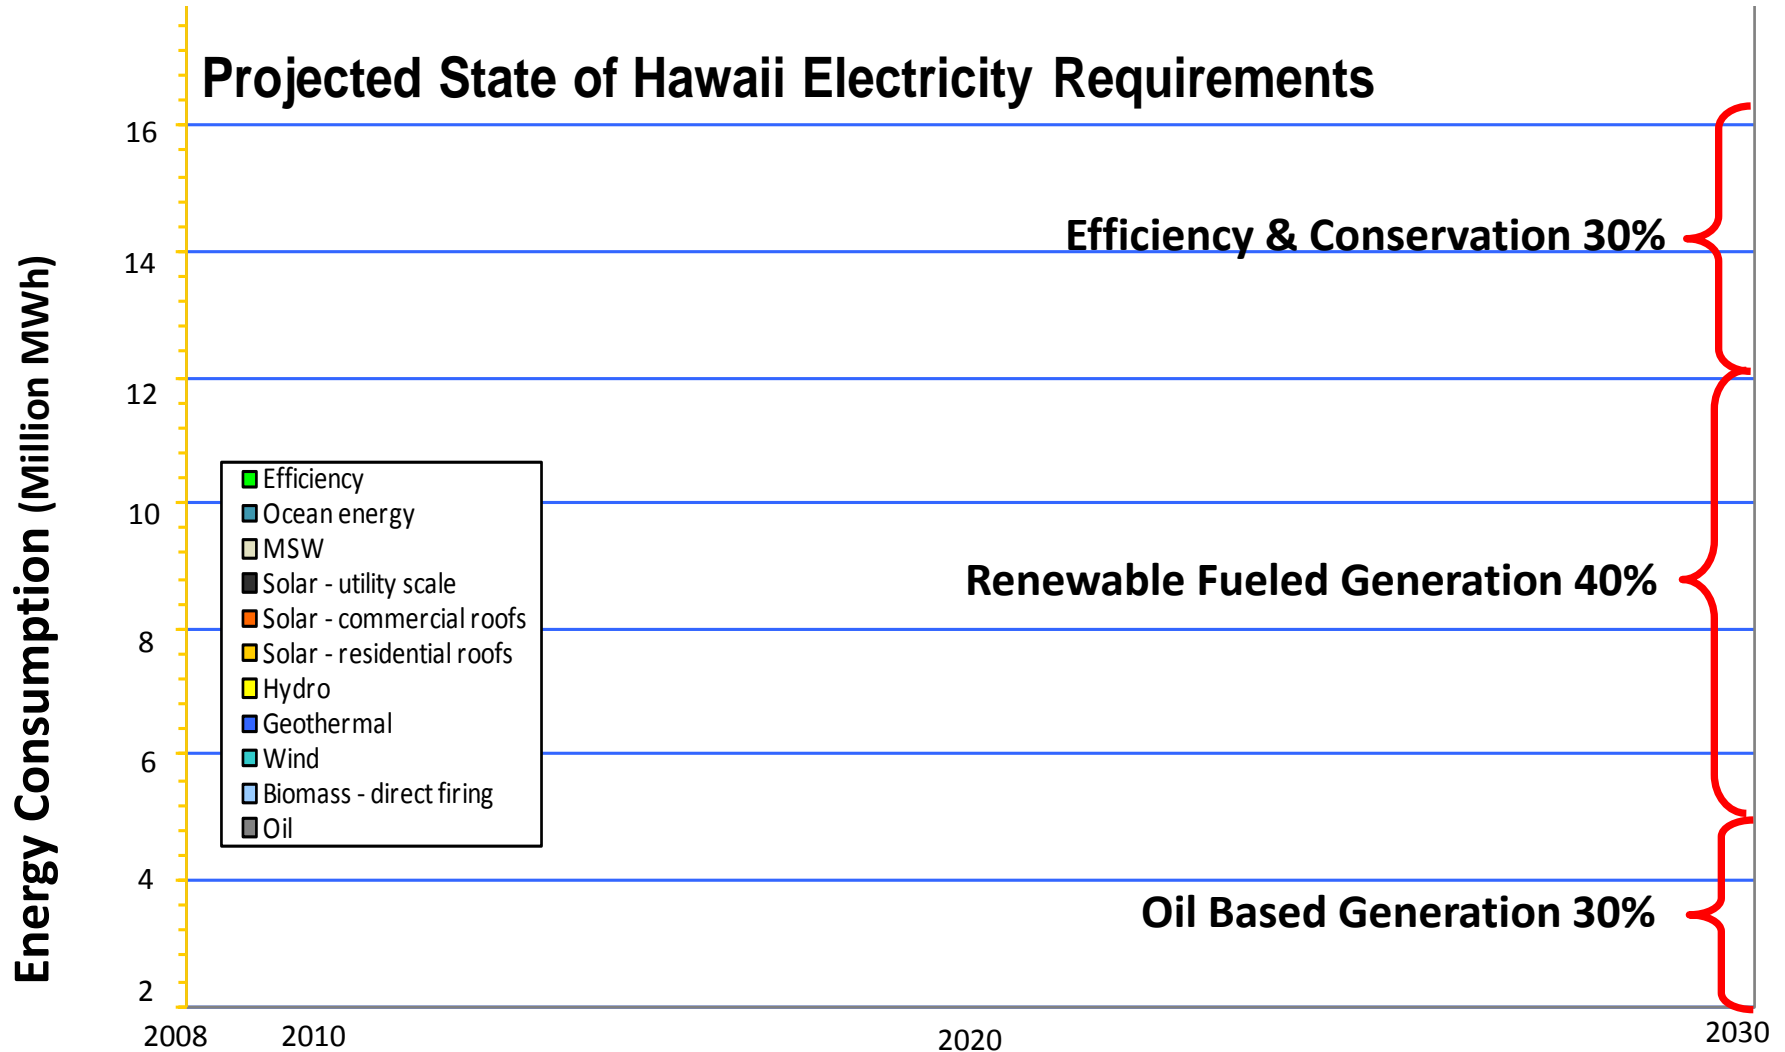 Projected State of Hawaii Electricity Requirements
Energy Consumption (Million MWh)
16
14
12
10
8
6
4
2
Efficiency & Conservation 30%
Renewable Fueled Generation 40%
Oil Based Generation 30%
Efficiency
Ocean energy
MSW
Solar - utility scale
Solar - commercial roofs
Solar - residential roofs
Hydro
Geothermal
Wind
Biomass - direct firing
Oil
2008 2010 2020 2030